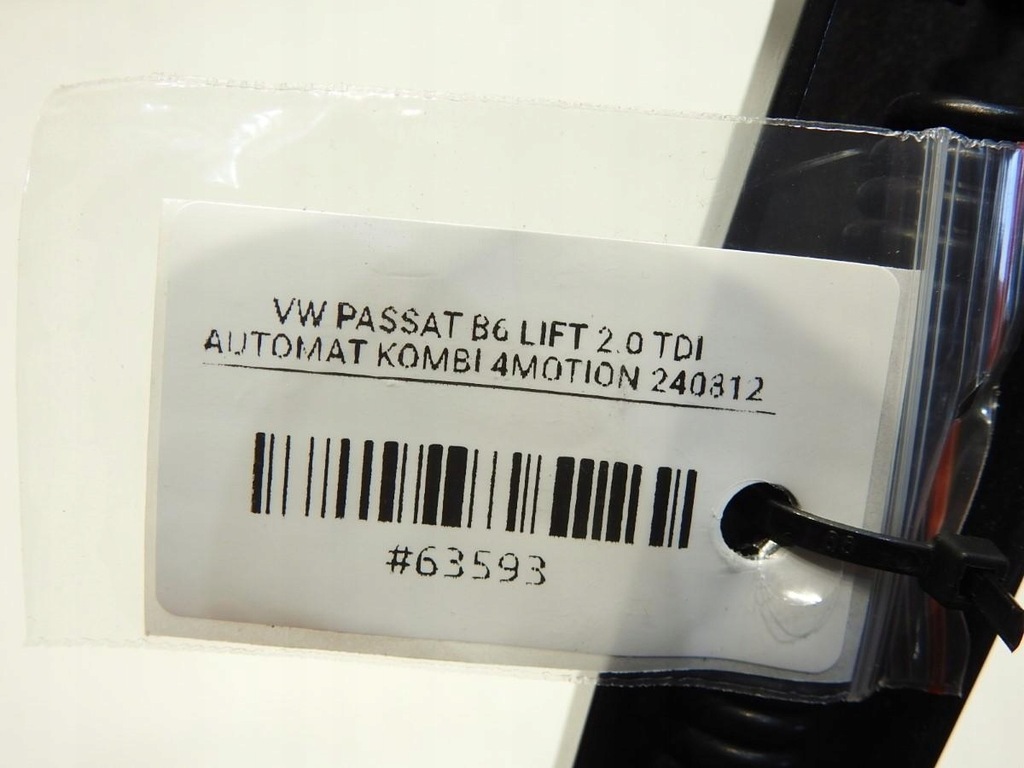 VW PASSAT B6 LIFT 2.0 TDI
AUTOMAT KOMBI 4MOTION 240812
#63593